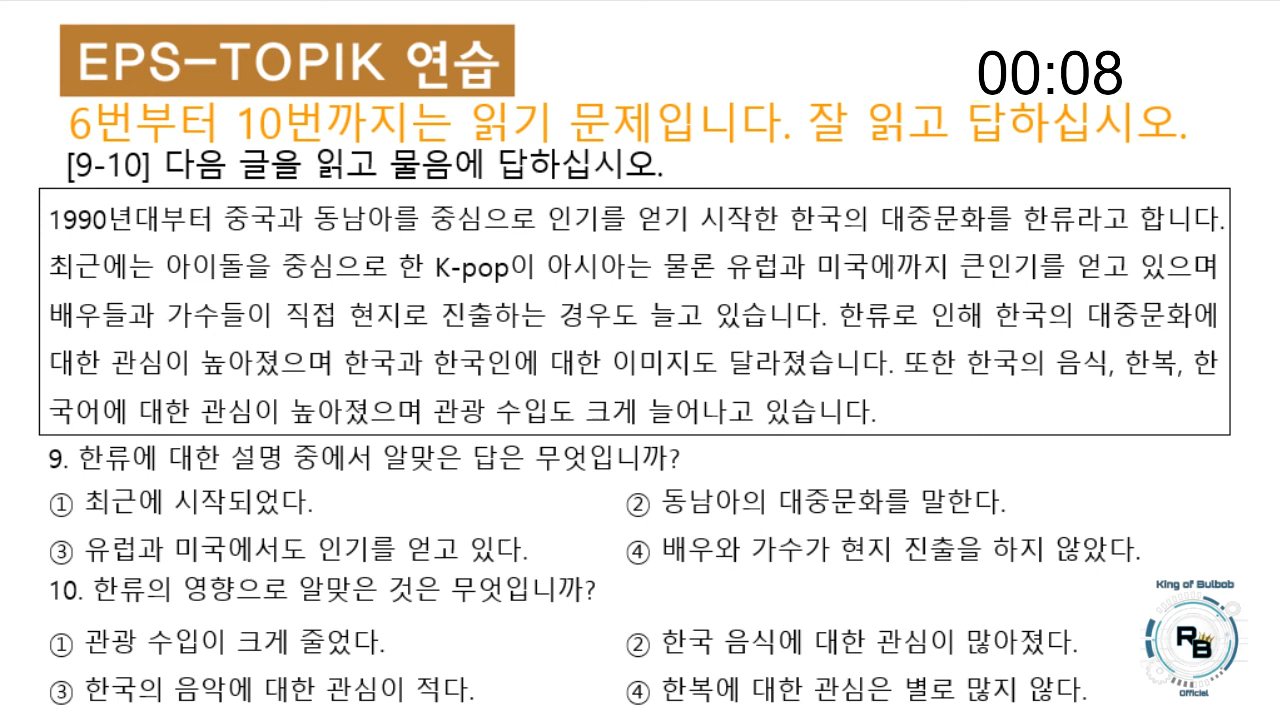 EPS-TOPIK 연습
00:08
6번부터 10번까지는 읽기 문제입니다. 잘 읽고 답하십시오.
[9-10] 다음 글을 읽고 물음에 답하십시오.
1990년대부터 중국과 동남아를 중심으로 인기를 얻기 시작한 한국의 대중문화를 한류라고 합니다.
최근에는 아이돌을 중심으로 한 K-pop이 아시아는 물론 유럽과 미국에까지 큰인기를 얻고 있으며
배우들과 가수들이 직접 현지로 진출하는 경우도 늘고 있습니다. 한류로 인해 한국의 대중문화에
대한 관심이 높아졌으며 한국과 한국인에 대한 이미지도 달라졌습니다. 또한 한국의 음식, 한복, 한
국어에 대한 관심이 높아졌으며 관광 수입도 크게 늘어나고 있습니다.
9. 한류에 대한 설명 중에서 알맞은 답은 무엇입니까?
① 최근에 시작되었다.
② 동남아의 대중문화를 말한다.
③ 유럽과 미국에서도 인기를 얻고 있다.
④ 배우와 가수가 현지 진출을 하지 않았다.
10. 한류의 영향으로 알맞은 것은 무엇입니까?
① 관광 수입이 크게 줄었다.
② 한국 음식에 대한 관심이 많아졌다.
③ 한국의 음악에 대한 관심이 적다.
④ 한복에 대한 관심은 별로 많지 않다.
King of Bulbob
RB
Officiel